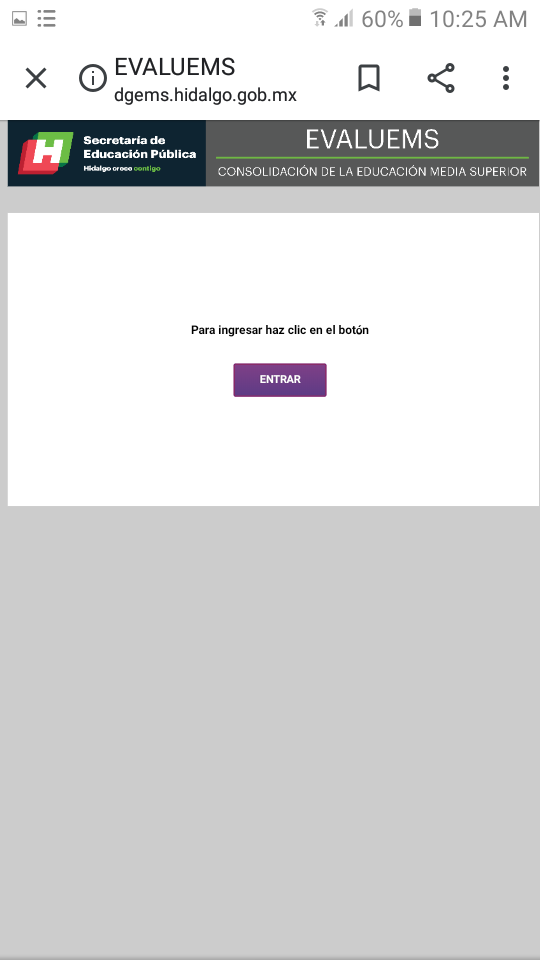 60% 10:25 AM
EVALUEMS
dgems.hidalgo.gob.mx
H
Secretaría de
Educación Pública
Hidalgo crece contigo
EVALUEMS
CONSOLIDACIÓN DE LA EDUCACIÓN MEDIA SUPERIOR
Para ingresar haz clic en el botón
ENTRAR